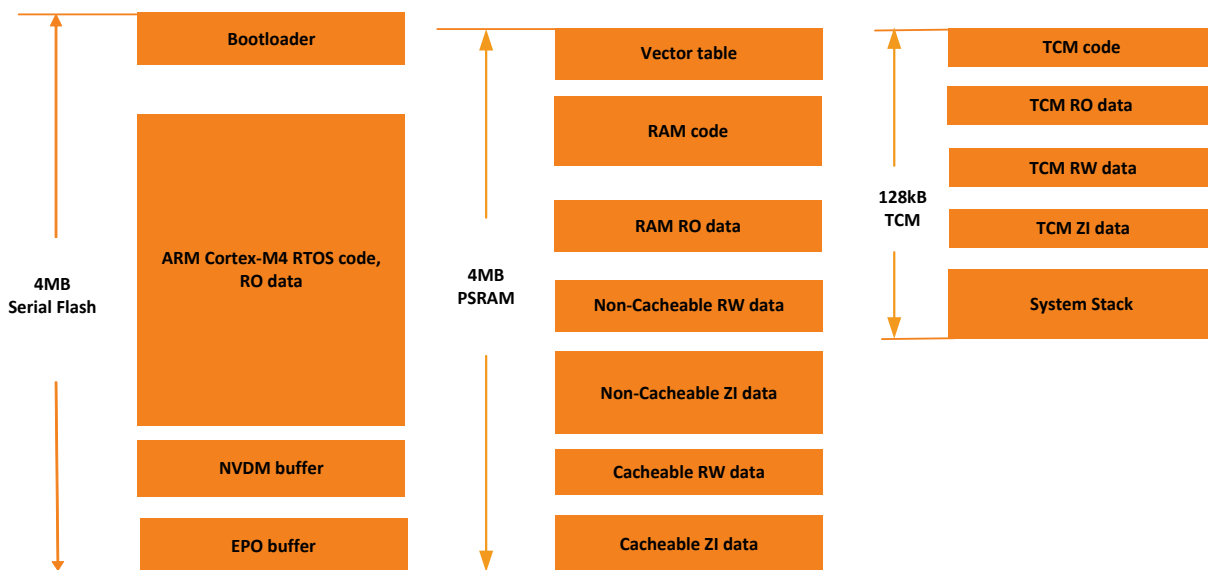 4MB
Serial Flash
Bootloader
ARM Cortex-M4 RTOS code,
RO data
NVDM buffer
EPO buffer
4MB
PSRAM
Vector table
RAM code
RAM RO data
Non-Cacheable RW data
Non-Cacheable ZI data
Cacheable RW data
Cacheable ZI data
128kB
TCM
TCM code
TCM RO data
TCM RW data
TCM ZI data
System Stack